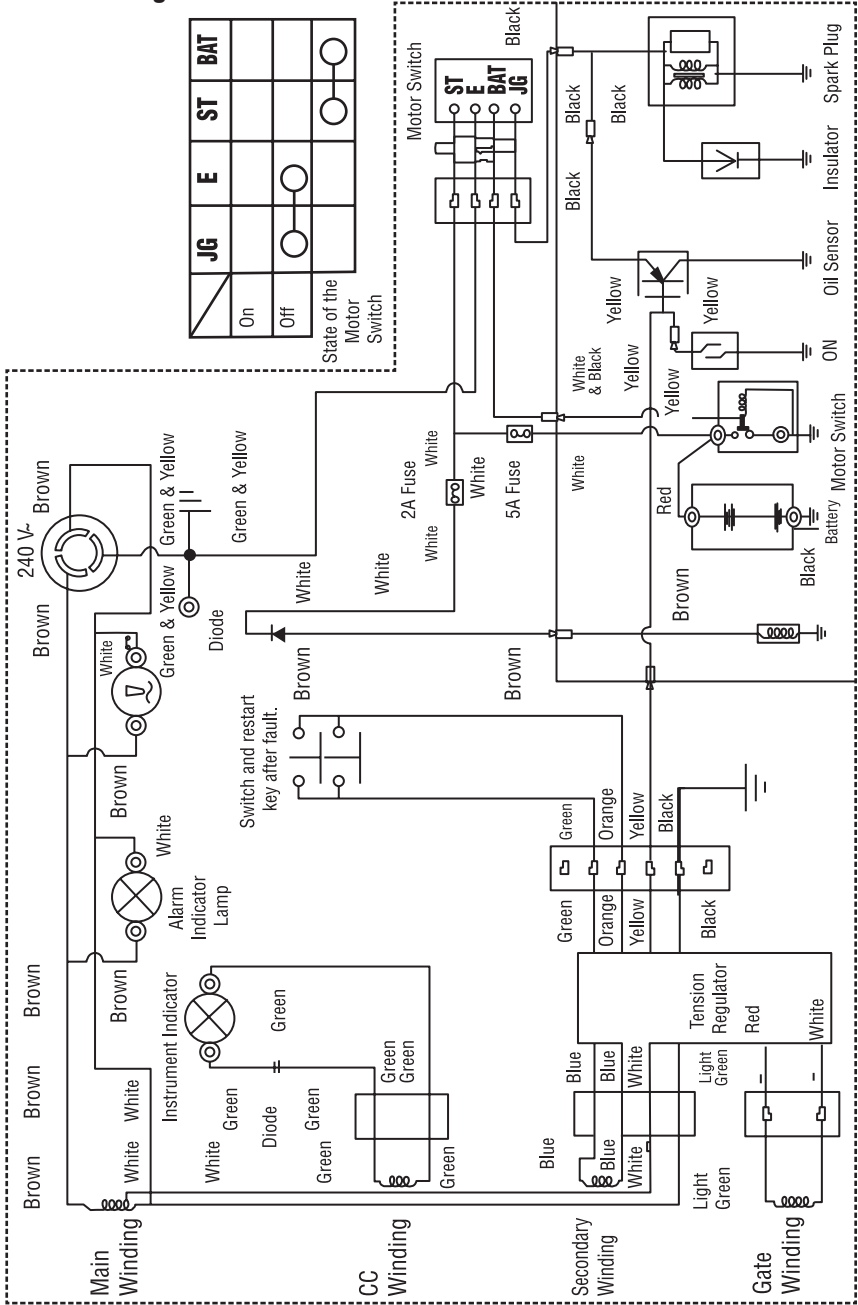 Brown
Brown
Brown
Brown
240 V~
Brown
Main
Winding
White
White
Brown
Brown
White
Green & Yellow
Green & Yellow
Green & Yellow
Alarm
Indicator
Lamp
White
Diode
JG
E
ST
BAT
On
Off
State of the
Motor
Switch
Instrument Indicator
White
Green
Diode
Green
Green
Green
CC
Winding
Green
Green
Green
Switch and restart
key after fault.
Brown
White
White
2A Fuse
White
White
White
5A Fuse
Motor Switch
ST
E
BAT
JG
Black
Brown
White
White
& Black
Black
Black
Black
Secondary
Winding
Blue
Blue
White
Blue
Blue
White
Green
Orange
Yellow
Black
Green
Orange
Yellow
Black
Yellow
Yellow
Yellow
Yellow
Red
Brown
Light
Green
Light
Green
Tension
Regulator
Red
White
Gate
Winding
Black
Battery
Motor Switch
ON
Oil Sensor
Insulator
Spark Plug